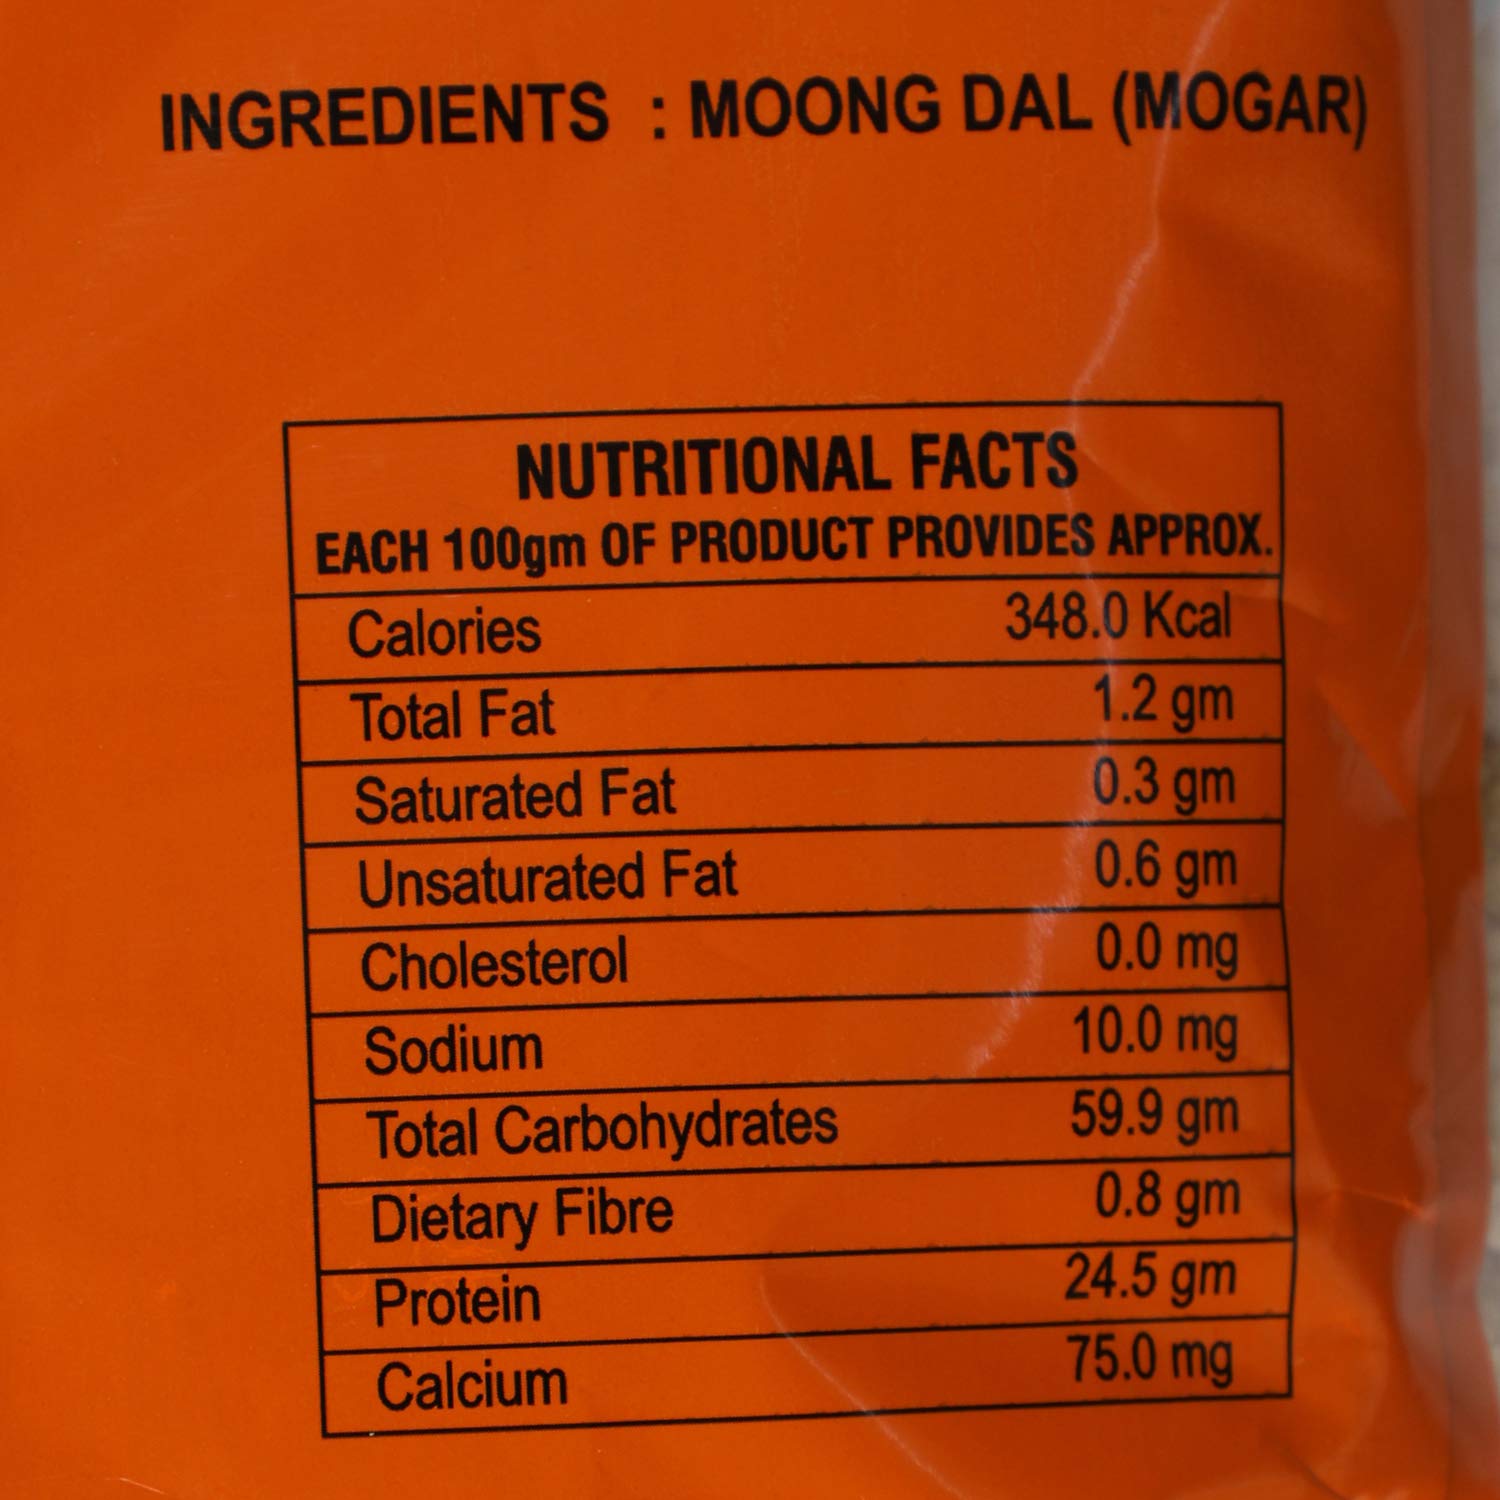 INGREDIENTS : MOONG DAL (MOGAR)
NUTRITIONAL FACTS
EACH 100gm OF PRODUCT PROVIDES APPROX.
Calories 348.0 Kcal
Total Fat 1.2 gm
Saturated Fat 0.3 gm
Unsaturated Fat 0.6 gm
Cholesterol 0.0 mg
Sodium 10.0 mg
Total Carbohydrates 59.9 gm
Dietary Fibre 0.8 gm
Protein 24.5 gm
Calcium 75.0 mg